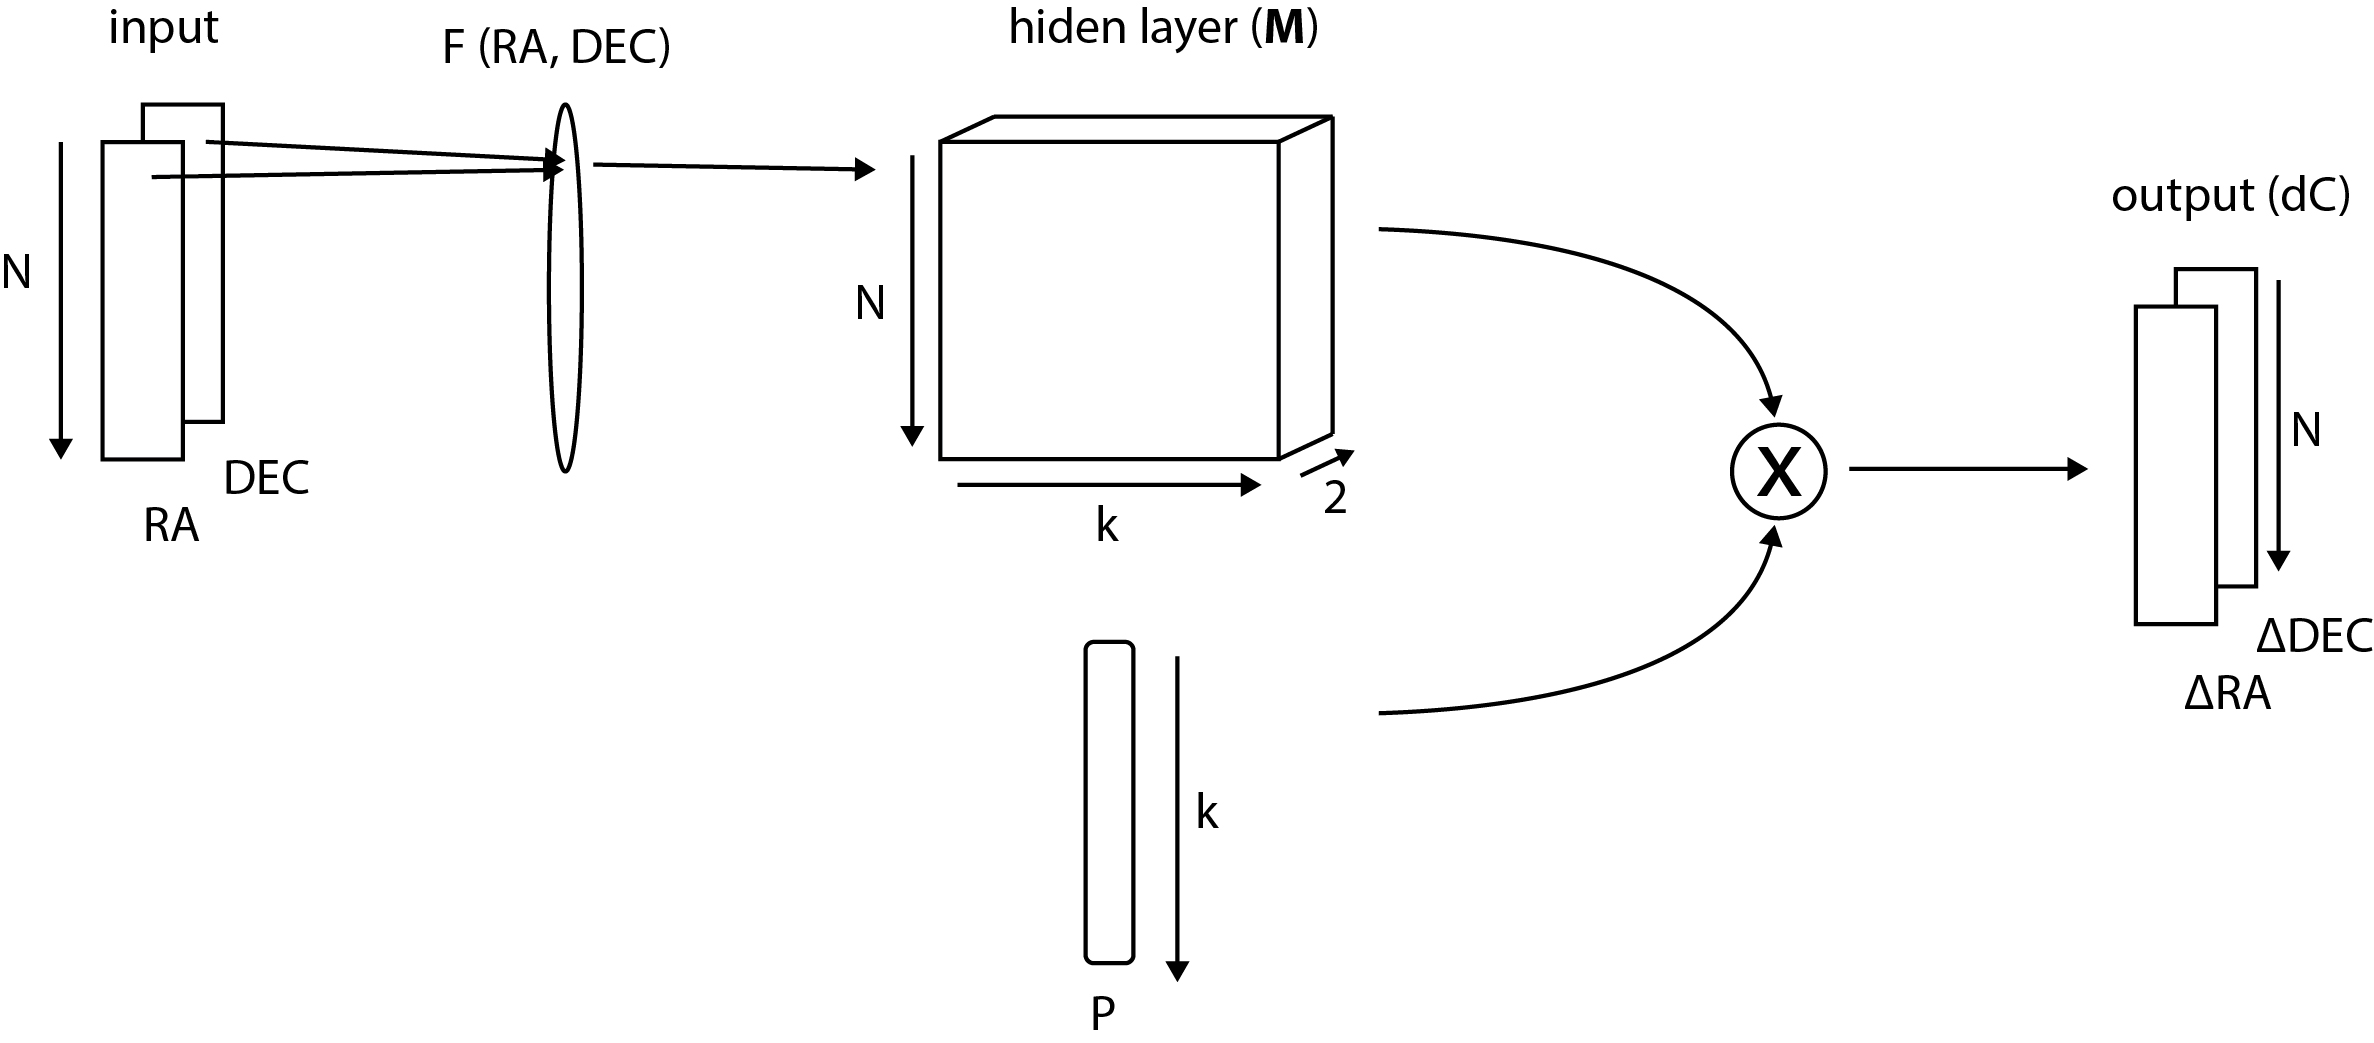 input
F (RA, DEC)
hiden layer (M)
output (dC)
N
N
N
DEC
RA
k
2
X
ΔDEC
ΔRA
k
P